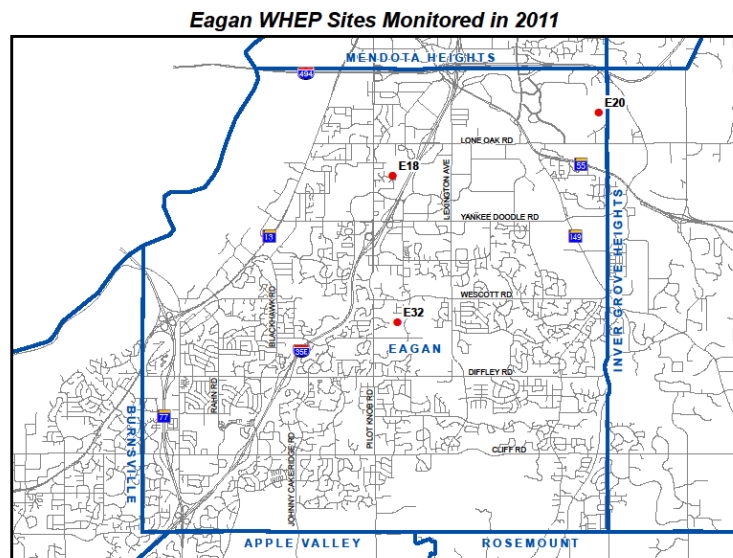 Eagan WHEP Sites Monitored in 2011
MENDOTA HEIGHTS
494
E20
LONE OAK RD
55
E18
LEXINGTON AVE
YANKEE DOODLE RD
13
149
INVER GROVE HEIGHTS
WESCOTT RD
BLACKHAWK RD
E32
EAGAN
35E
DIFFLEY RD
RAHN RD
PILOT KNOB RD
77
BURNSVILLE
JOHNNY CAKE RIDGE RD
CLIFF RD
APPLE VALLEY
ROSEMOUNT